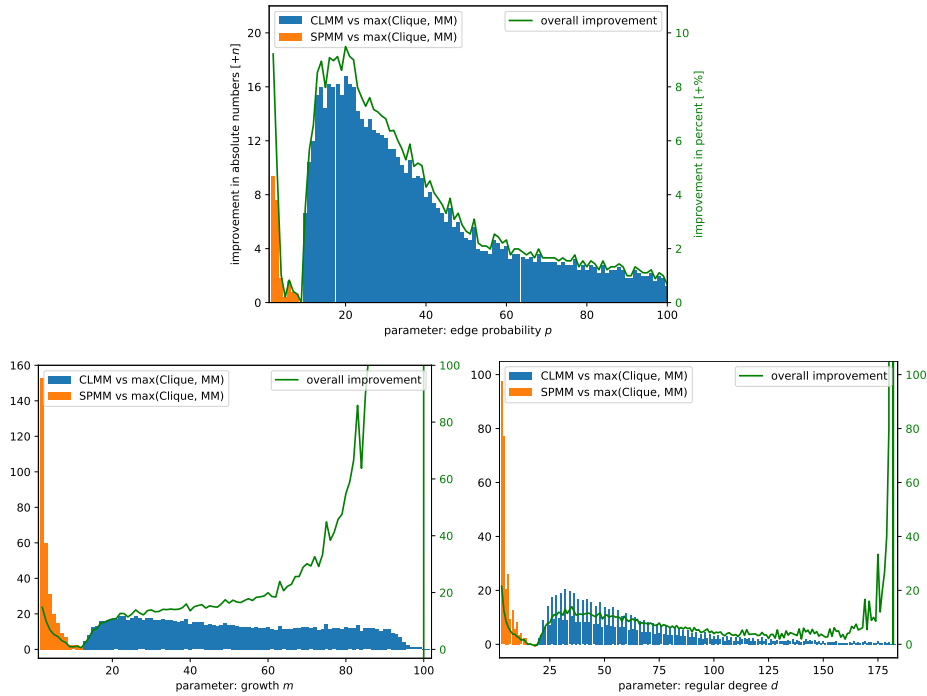 CLMM vs max(Clique, MM)
SPMM vs max(Clique, MM)
overall improvement
improvement in absolute numbers [+n]
20
16
12
8
4
0
10
8
6
4
2
0
improvement in percent [+%]
20 40 60 80 100
parameter: edge probability p
CLMM vs max(Clique, MM)
SPMM vs max(Clique, MM)
overall improvement
160
140
120
100
80
60
40
20
0
100
80
60
40
20
0
20 40 60 80 100
parameter: growth m
CLMM vs max(Clique, MM)
SPMM vs max(Clique, MM)
overall improvement
100
80
60
40
20
0
100
80
60
40
20
0
25 50 75 100 125 150 175
parameter: regular degree d